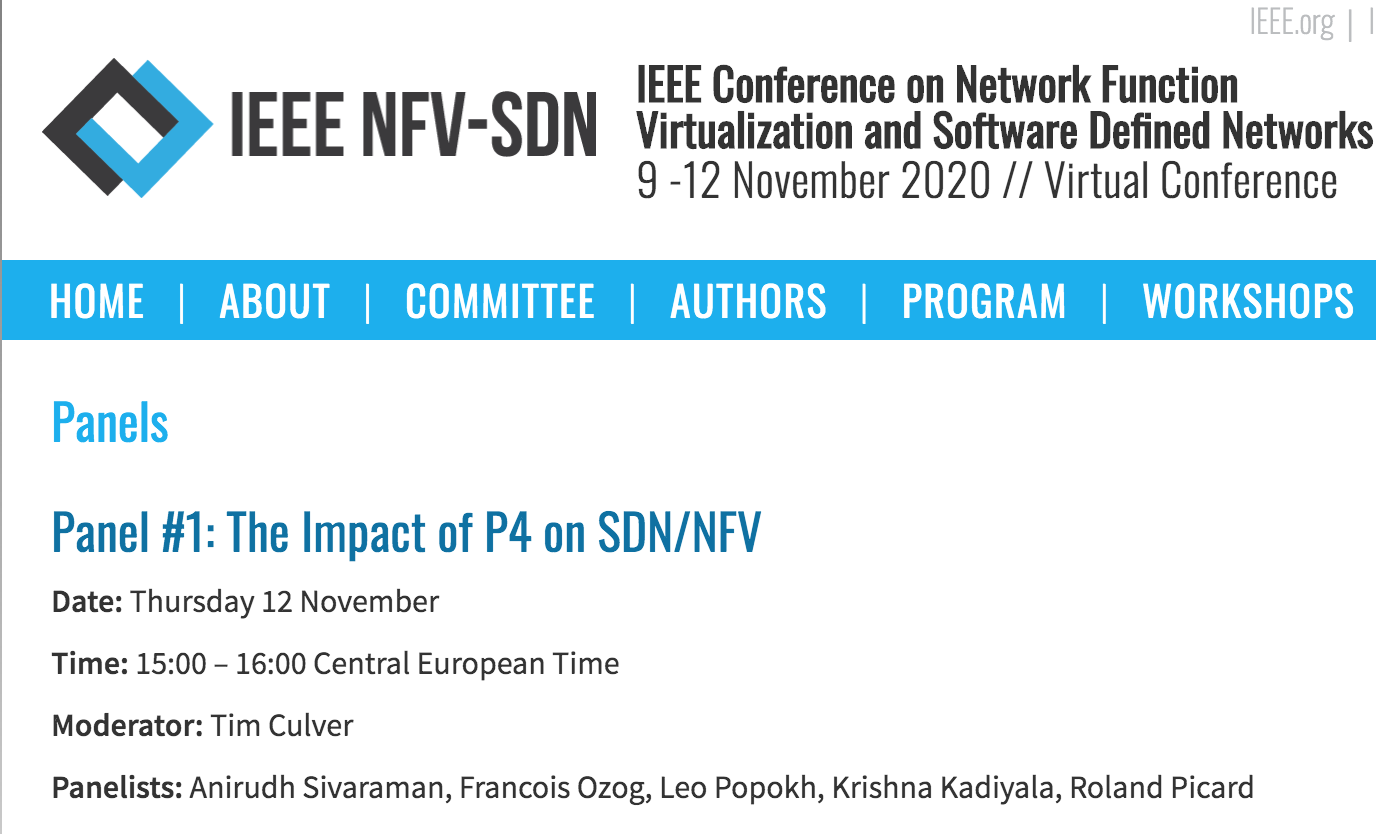 IEEE.org |
IEEE NFV-SDN
IEEE Conference on Network Function
Virtualization and Software Defined Networks
9 -12 November 2020 // Virtual Conference
HOME | ABOUT | COMMITTEE | AUTHORS | PROGRAM | WORKSHOPS
Panels
Panel #1: The Impact of P4 on SDN/NFV
Date: Thursday 12 November
Time: 15:00 – 16:00 Central European Time
Moderator: Tim Culver
Panelists: Anirudh Sivaraman, Francois Ozog, Leo Popokh, Krishna Kadiyala, Roland Picard